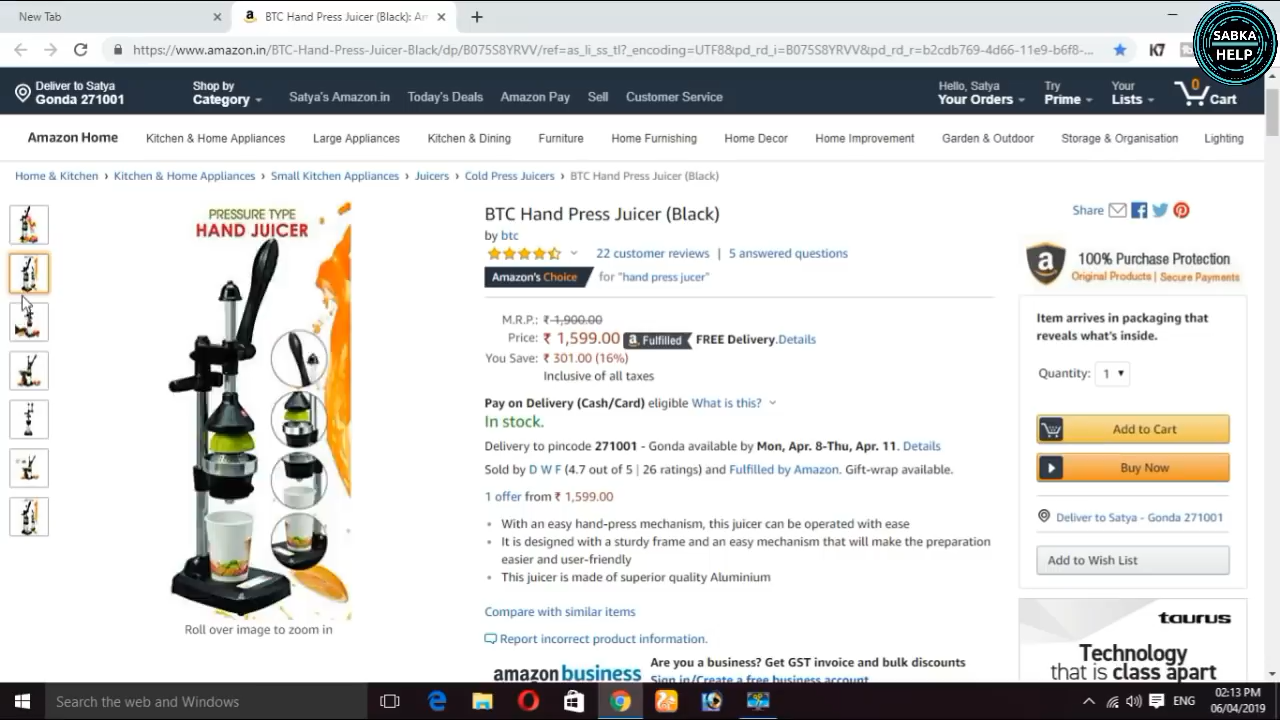 New Tab
BTC Hand Press Juicer (Black): Am
SABKA
HELP
https://www.amazon.in/BTC-Hand-Press-Juicer-Black/dp/B075S8YRVV/ref=as_li_ss_tl?_encoding=UTF8&pd_rd_i=B075S8YRVV&pd_rd_r=b2cdb769-4d66-11e9-b6f8-...
K7
Deliver to Satya
Gonda 271001
Shop by
Category
Satya's Amazon.in
Today's Deals
Amazon Pay
Sell
Customer Service
Hello, Satya
Your Orders
Try
Prime
Your
Lists
0
Cart
Amazon Home
Kitchen & Home Appliances
Large Appliances
Kitchen & Dining
Furniture
Home Furnishing
Home Decor
Home Improvement
Garden & Outdoor
Storage & Organisation
Lighting
Home & Kitchen › Kitchen & Home Appliances › Small Kitchen Appliances › Juicers › Cold Press Juicers › BTC Hand Press Juicer (Black)
PRESSURE TYPE
HAND JUICER
Roll over image to zoom in
BTC Hand Press Juicer (Black)
by btc
22 customer reviews | 5 answered questions
Amazon's Choice for "hand press jucer"
M.R.P.: ₹ 1,900.00
Price: ₹ 1,599.00 a Fulfilled FREE Delivery.Details
You Save: ₹ 301.00 (16%)
Inclusive of all taxes
Pay on Delivery (Cash/Card) eligible What is this?
In stock.
Delivery to pincode 271001 - Gonda available by Mon, Apr. 8-Thu, Apr. 11. Details
Sold by D W F (4.7 out of 5 | 26 ratings) and Fulfilled by Amazon. Gift-wrap available.
1 offer from ₹ 1,599.00
• With an easy hand-press mechanism, this juicer can be operated with ease
• It is designed with a sturdy frame and an easy mechanism that will make the preparation
easier and user-friendly
• This juicer is made of superior quality Aluminium
Compare with similar items
Report incorrect product information.
amazon business
Are you a business? Get GST invoice and bulk discounts
Sign in/Create a free business account
Share
a
100% Purchase Protection
Original Products | Secure Payments
Item arrives in packaging that
reveals what's inside.
Quantity: 1
Add to Cart
Buy Now
Deliver to Satya - Gonda 271001
Add to Wish List
taurus
Technology
that is class apart
Search the web and Windows
ENG
02:13 PM
06/04/2019